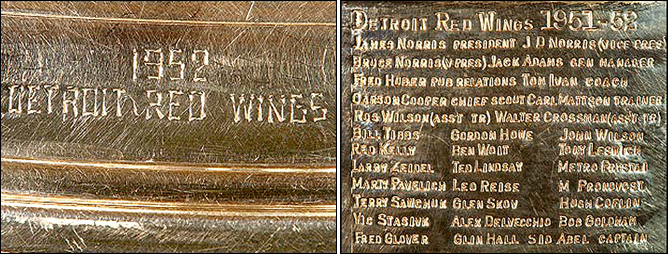 1952
DETROIT RED WINGS
DETROIT RED WINGS 1951-52
JAMES NORRIS PRESIDENT J D NORRIS (VICE PRES
BRUCE NORRIS (V PRES) JACK ADAMS GEN MANAGER
FRED HUBER PUB RELATIONS TOM IVAN COACH
CARSON COOPER CHIEF SCOUT CARL MATTSON TRAINER
ROS WILSON (ASST TR) WALTER CROSSMAN (ASST TR)
BILL TIBBS GORDON HOWE JOHN WILSON
RED KELLY BEN WOIT TONY LESWICH
LARRY ZEIDEL TED LINDSAY METRO PRYSTAI
MARTY PAVELICH LEO REISE M PRONOVOST
TERRY SAWCHUK GLEN SKOV HUGH COFLIN
VIC STASIUK ALEX DELVECCHIO BOB GOLDHAM
FRED GLOVER GLIN HALL SID ABEL CAPTAIN